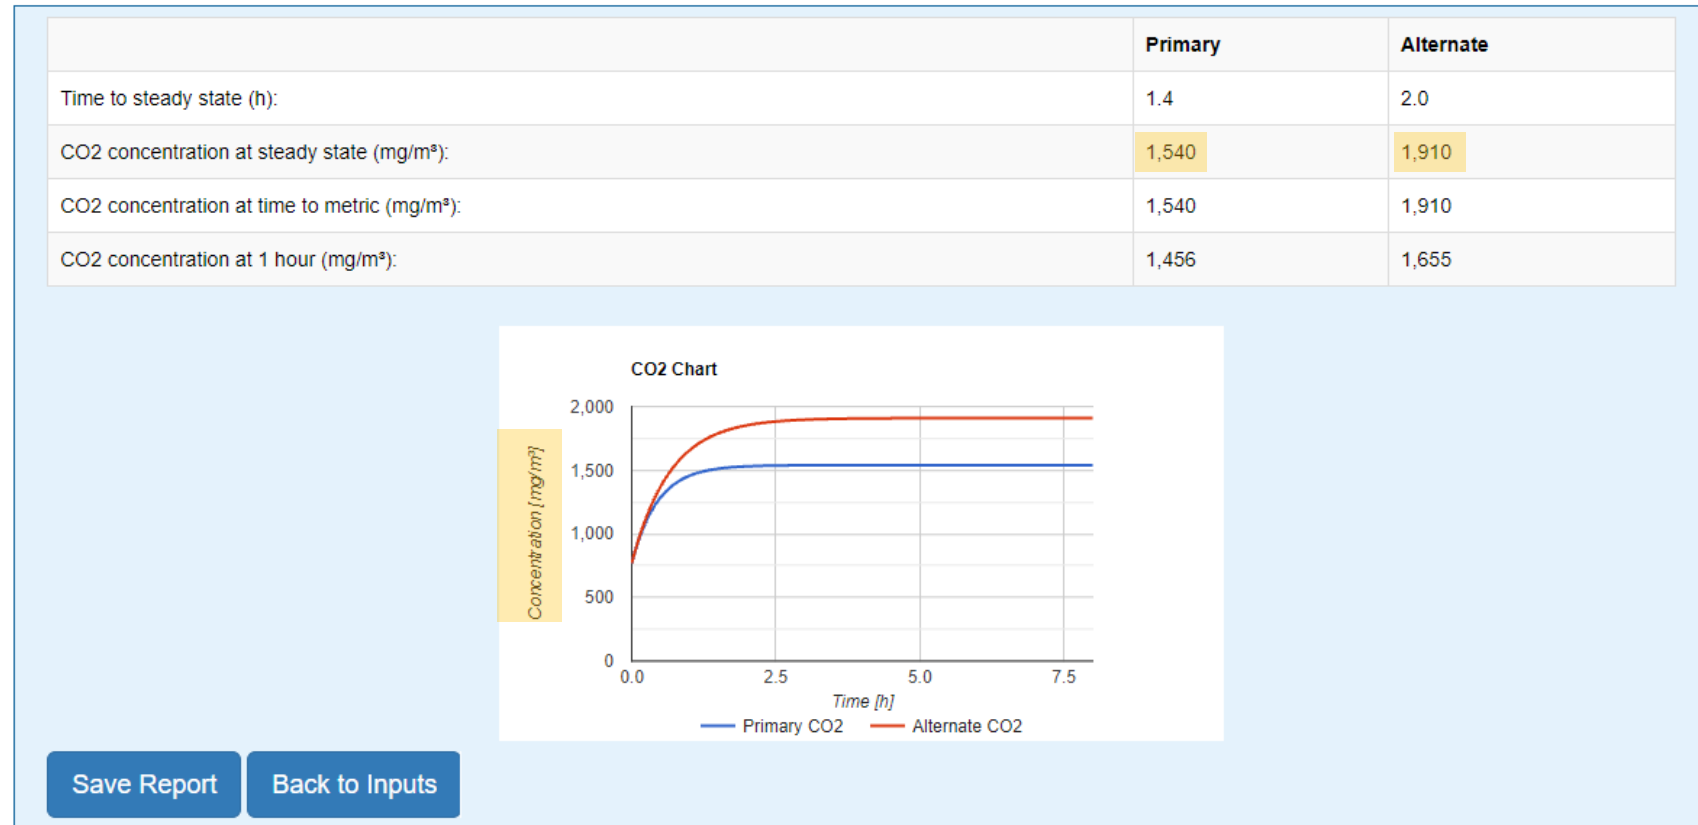 Primary Alternate
Time to steady state (h): 1.4 2.0
CO2 concentration at steady state (mg/m³): 1,540 1,910
CO2 concentration at time to metric (mg/m³): 1,540 1,910
CO2 concentration at 1 hour (mg/m³): 1,456 1,655
CO2 Chart
2,000
1,500
1,000
500
0
Concentration [mg/m³]
0.0 2.5 5.0 7.5
Time [h]
Primary CO2 Alternate CO2
Save Report Back to Inputs